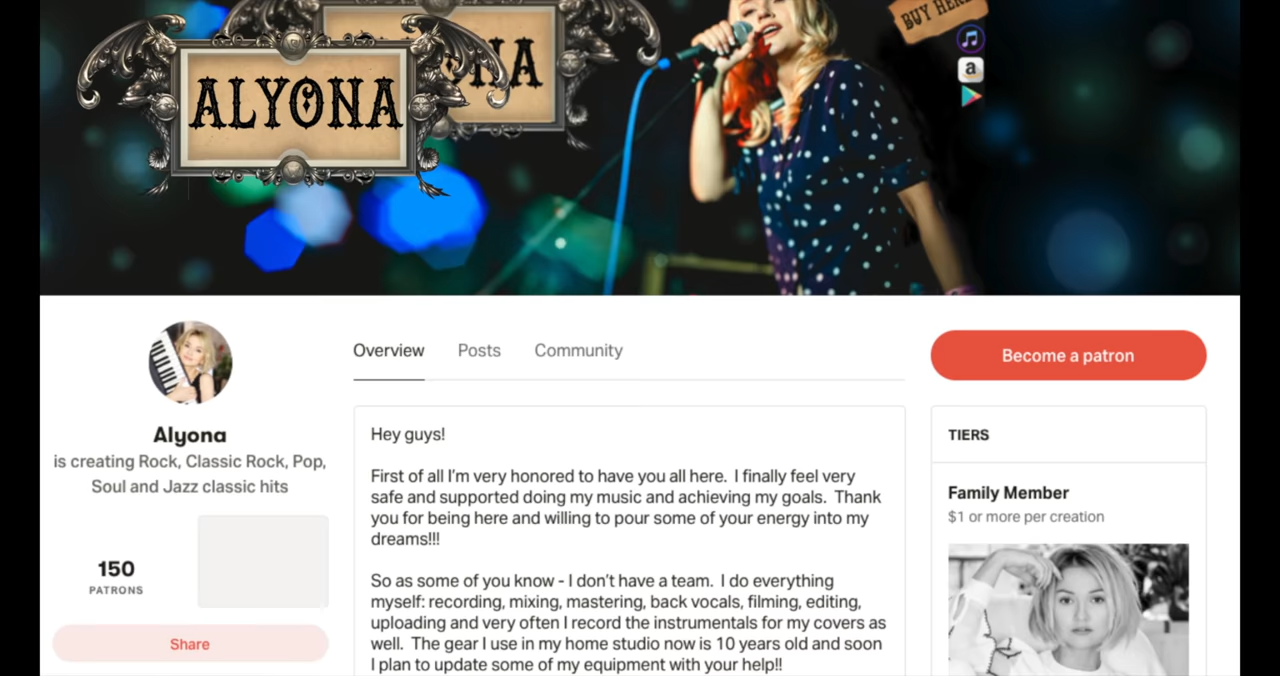 ALYONA
NA
BUY HERE
a
Overview
Posts
Community
Become a patron
Alyona
is creating Rock, Classic Rock, Pop,
Soul and Jazz classic hits
150
PATRONS
Share
Hey guys!
First of all I'm very honored to have you all here.  I finally feel very
safe and supported doing my music and achieving my goals.  Thank
you for being here and willing to pour some of your energy into my
dreams!!!
So as some of you know - I don't have a team.  I do everything
myself: recording, mixing, mastering, back vocals, filming, editing,
uploading and very often I record the instrumentals for my covers as
well.  The gear I use in my home studio now is 10 years old and soon
I plan to update some of my equipment with your help!!
TIERS
Family Member
$1 or more per creation